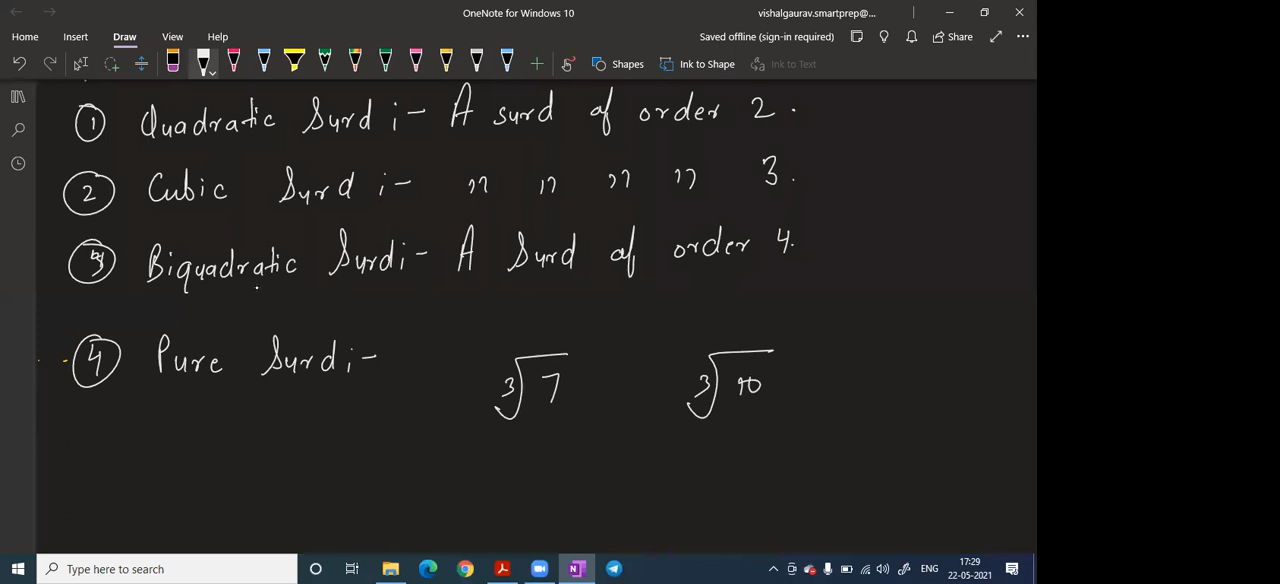 OneNote for Windows 10
vishalgaurav.smartprep@...
Home Insert Draw View Help
Saved offline (sign-in required) Share
Shapes Ink to Shape Ink to Text
① Quadratic Surd :- A surd of order 2.
② Cubic Surd :- " " " " 3.
③ Biquadratic Surd :- A Surd of order 4.
④ Pure Surd :- ∛7 ∛10
Type here to search
ENG
17:29
22-05-2021